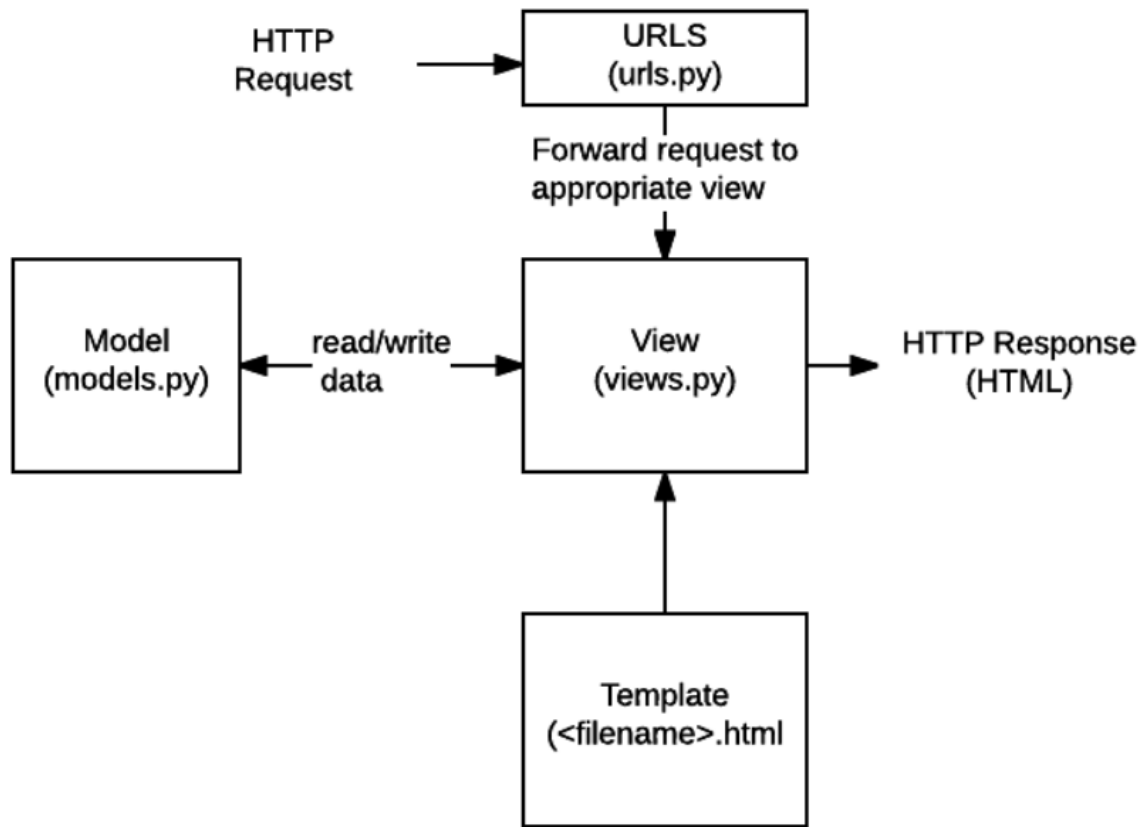 HTTP
Request
URLS
(urls.py)
Forward request to
appropriate view
Model
(models.py)
read/write
data
View
(views.py)
HTTP Response
(HTML)
Template
(<filename>.html